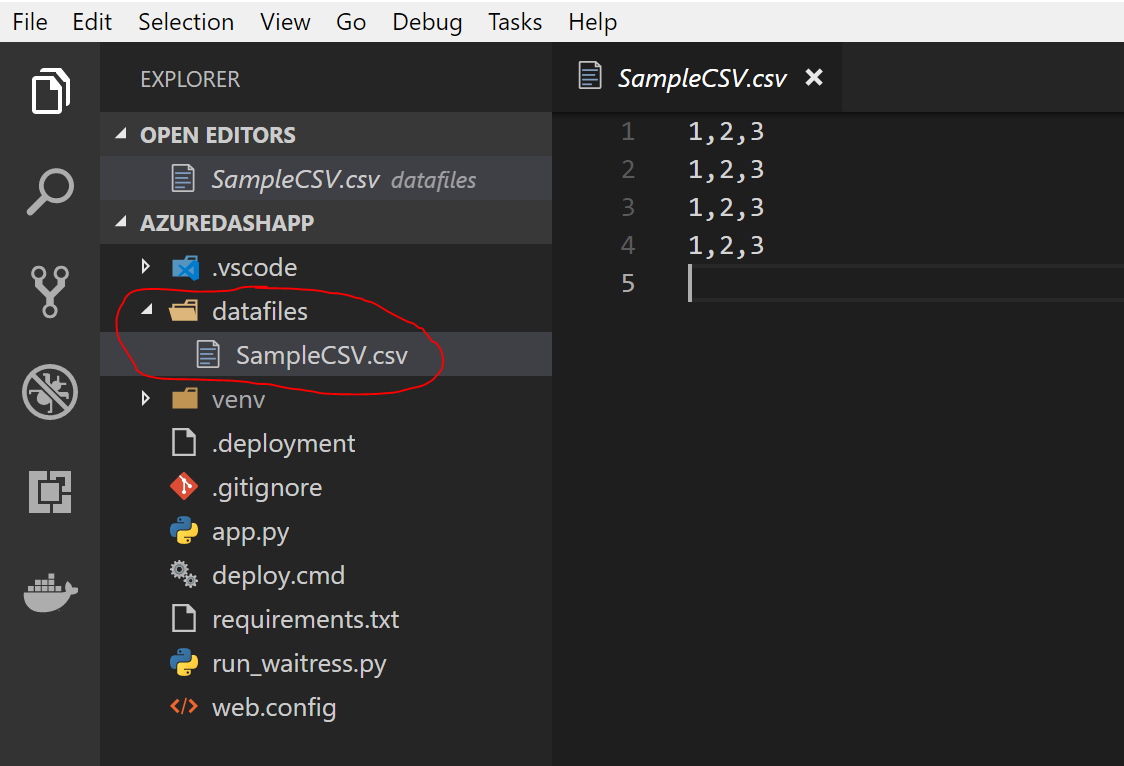 File Edit Selection View Go Debug Tasks Help
EXPLORER
OPEN EDITORS
SampleCSV.csv datafiles
AZUREDASHAPP
.vscode
datafiles
SampleCSV.csv
venv
.deployment
.gitignore
app.py
deploy.cmd
requirements.txt
run_waitress.py
web.config
SampleCSV.csv
1 1,2,3
2 1,2,3
3 1,2,3
4 1,2,3
5